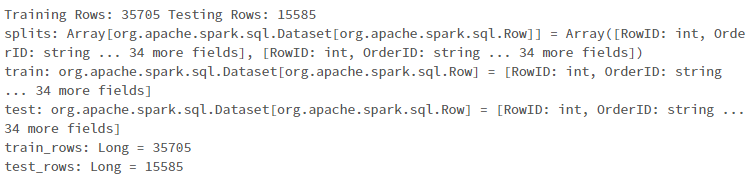 Training Rows: 35705 Testing Rows: 15585
splits: Array[org.apache.spark.sql.Dataset[org.apache.spark.sql.Row]] = Array([RowID: int, Orde
rID: string ... 34 more fields], [RowID: int, OrderID: string ... 34 more fields])
train: org.apache.spark.sql.Dataset[org.apache.spark.sql.Row] = [RowID: int, OrderID: string
... 34 more fields]
test: org.apache.spark.sql.Dataset[org.apache.spark.sql.Row] = [RowID: int, OrderID: string ...
34 more fields]
train_rows: Long = 35705
test_rows: Long = 15585